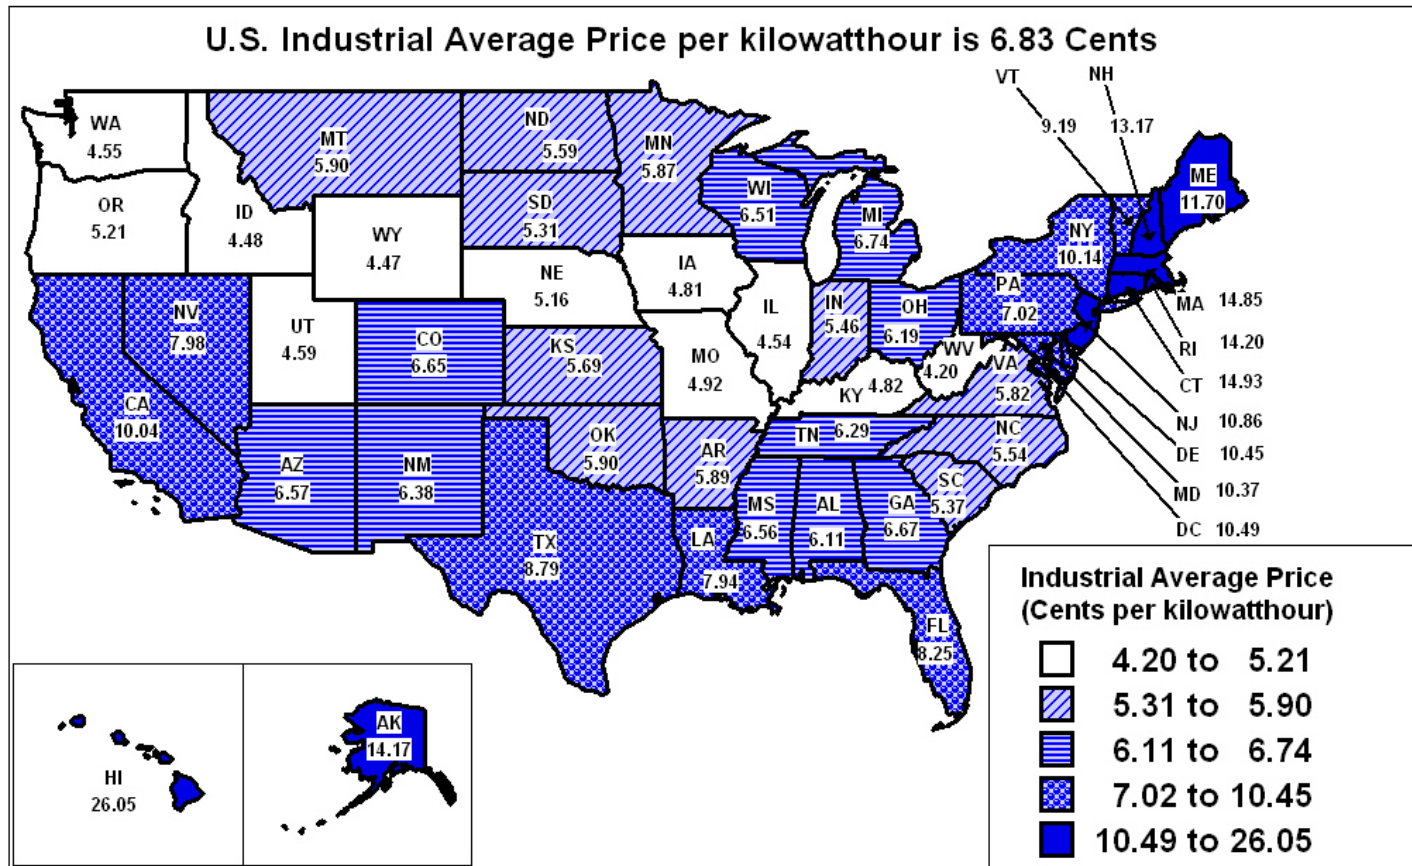 U.S. Industrial Average Price per kilowatthour is 6.83 Cents
VT
9.19
NH
13.17
WA
4.55
MT
5.90
ND
5.59
MN
5.87
ME
11.70
OR
5.21
ID
4.48
WY
4.47
SD
5.31
WI
6.51
MI
6.74
NY
10.14
NE
5.16
IA
4.81
PA
7.02
MA 14.85
NV
7.98
UT
4.59
CO
6.65
KS
5.69
MO
4.92
IL
4.54
IN
5.46
OH
6.19
WV
4.20
VA
5.82
KY 4.82
RI 14.20
CT 14.93
CA
10.04
NJ 10.86
DE 10.45
MD 10.37
DC 10.49
AZ
6.57
NM
6.38
OK
5.90
AR
5.89
TN 6.29
NC
5.54
SC
5.37
MS
6.56
AL
6.11
GA
6.67
TX
8.79
LA
7.94
FL
8.25
HI
26.05
AK
14.17
Industrial Average Price
(Cents per kilowatthour)
4.20 to 5.21
5.31 to 5.90
6.11 to 6.74
7.02 to 10.45
10.49 to 26.05